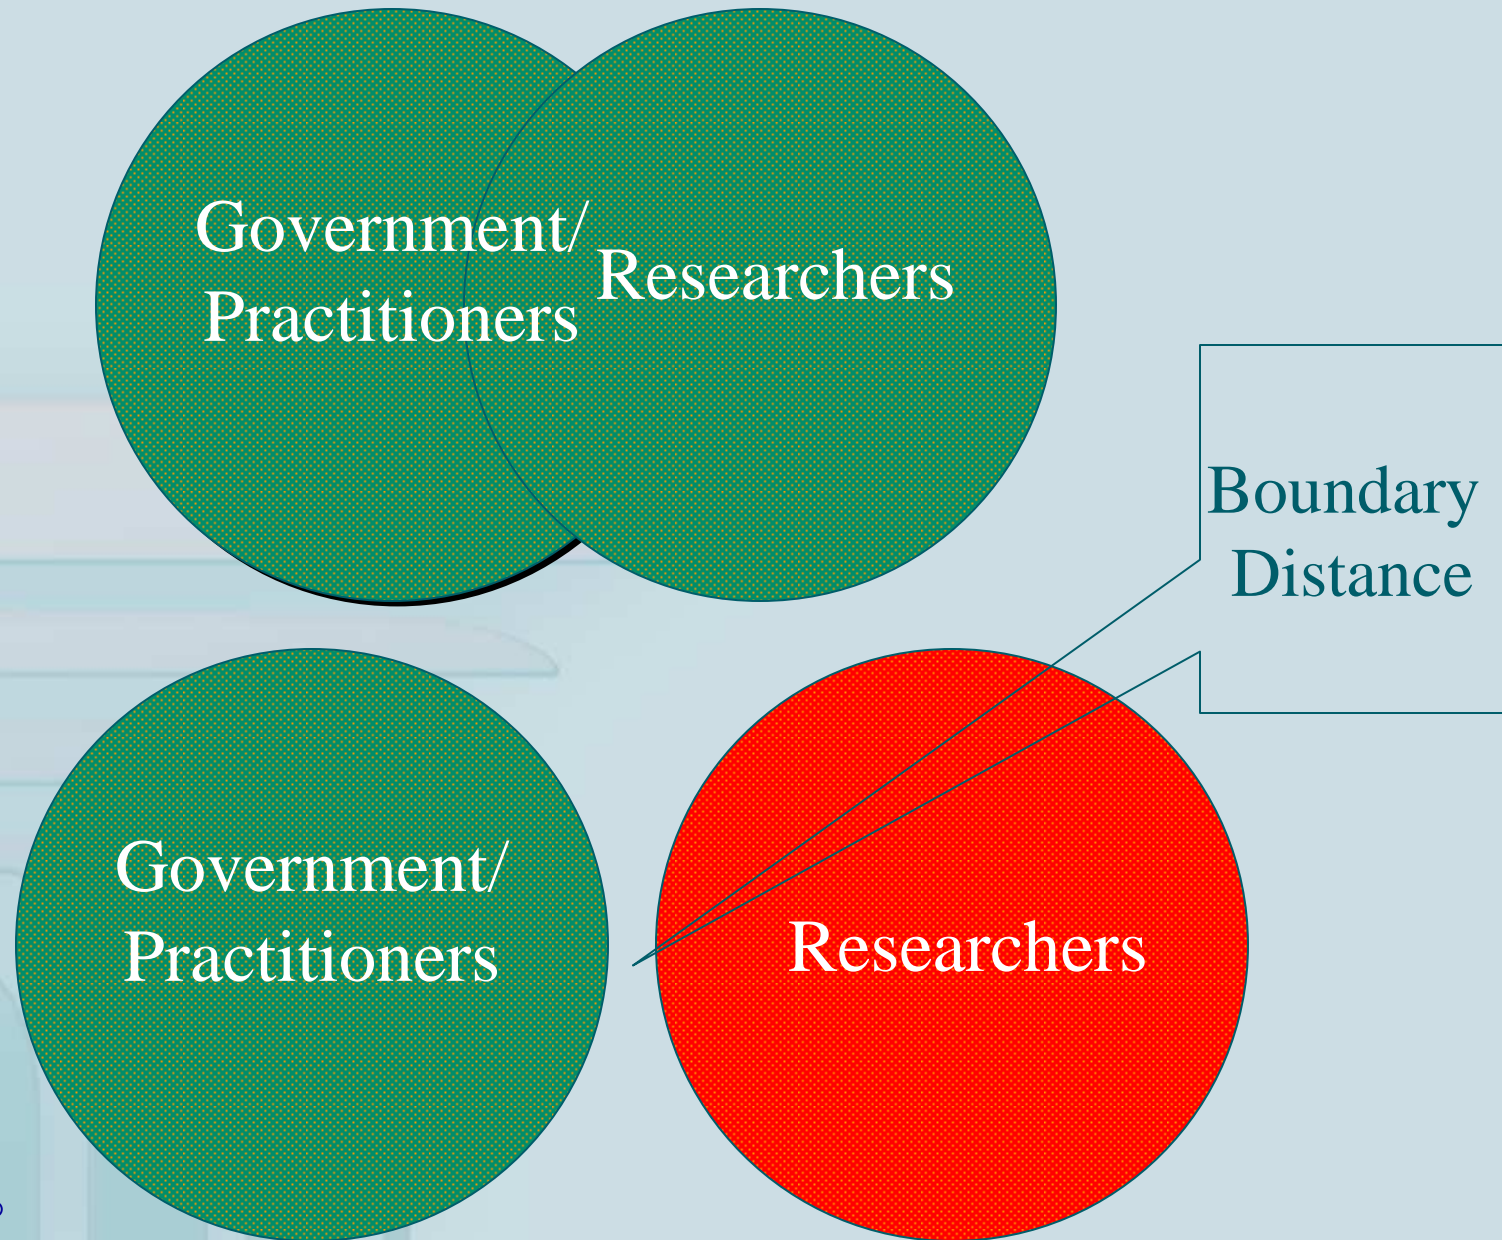 Government/
Practitioners
Researchers
Boundary
Distance
Government/
Practitioners
Researchers